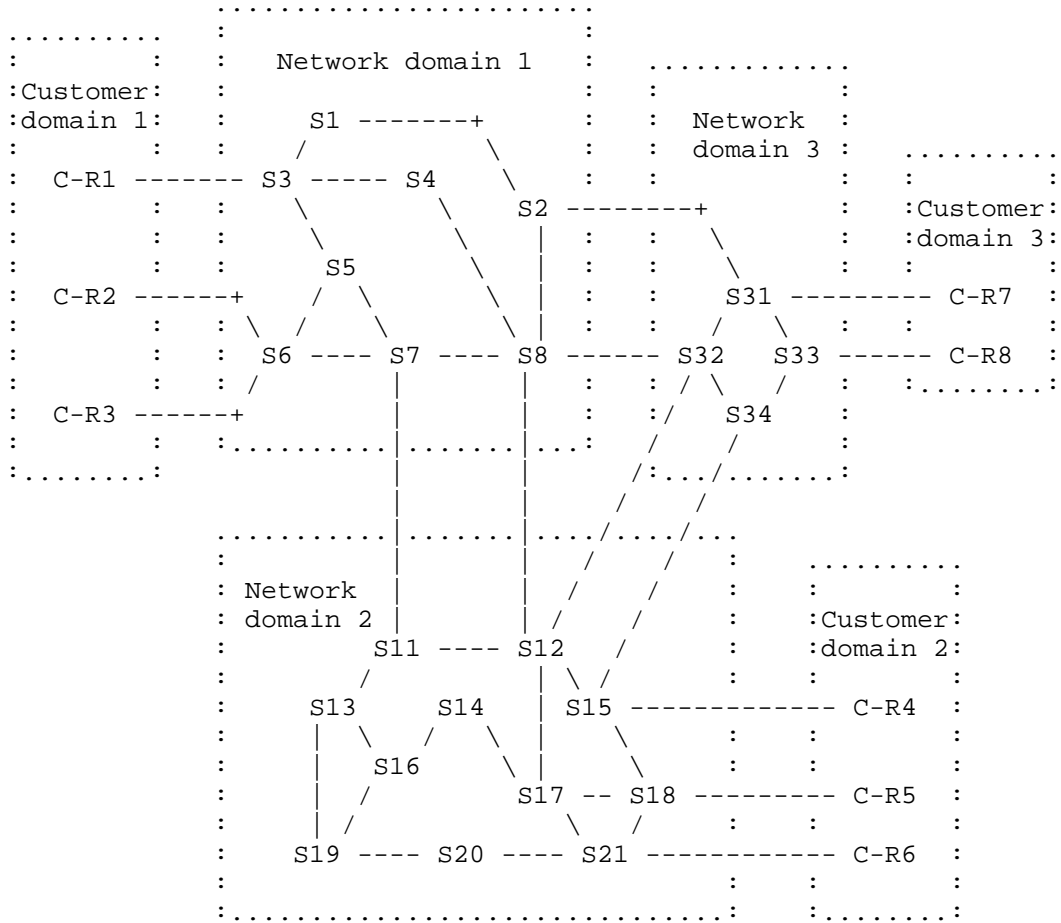 Network domain 1
Customer
domain 1
S1
Network
domain 3
C-R1 S3 S4
S2
Customer
domain 3
S5
C-R2 S31 C-R7
S6 S7 S8 S32 S33 C-R8
C-R3 S34
Network
domain 2
Customer
domain 2
S11 S12
S13 S14 S15 C-R4
S16
S17 S18 C-R5
S19 S20 S21 C-R6